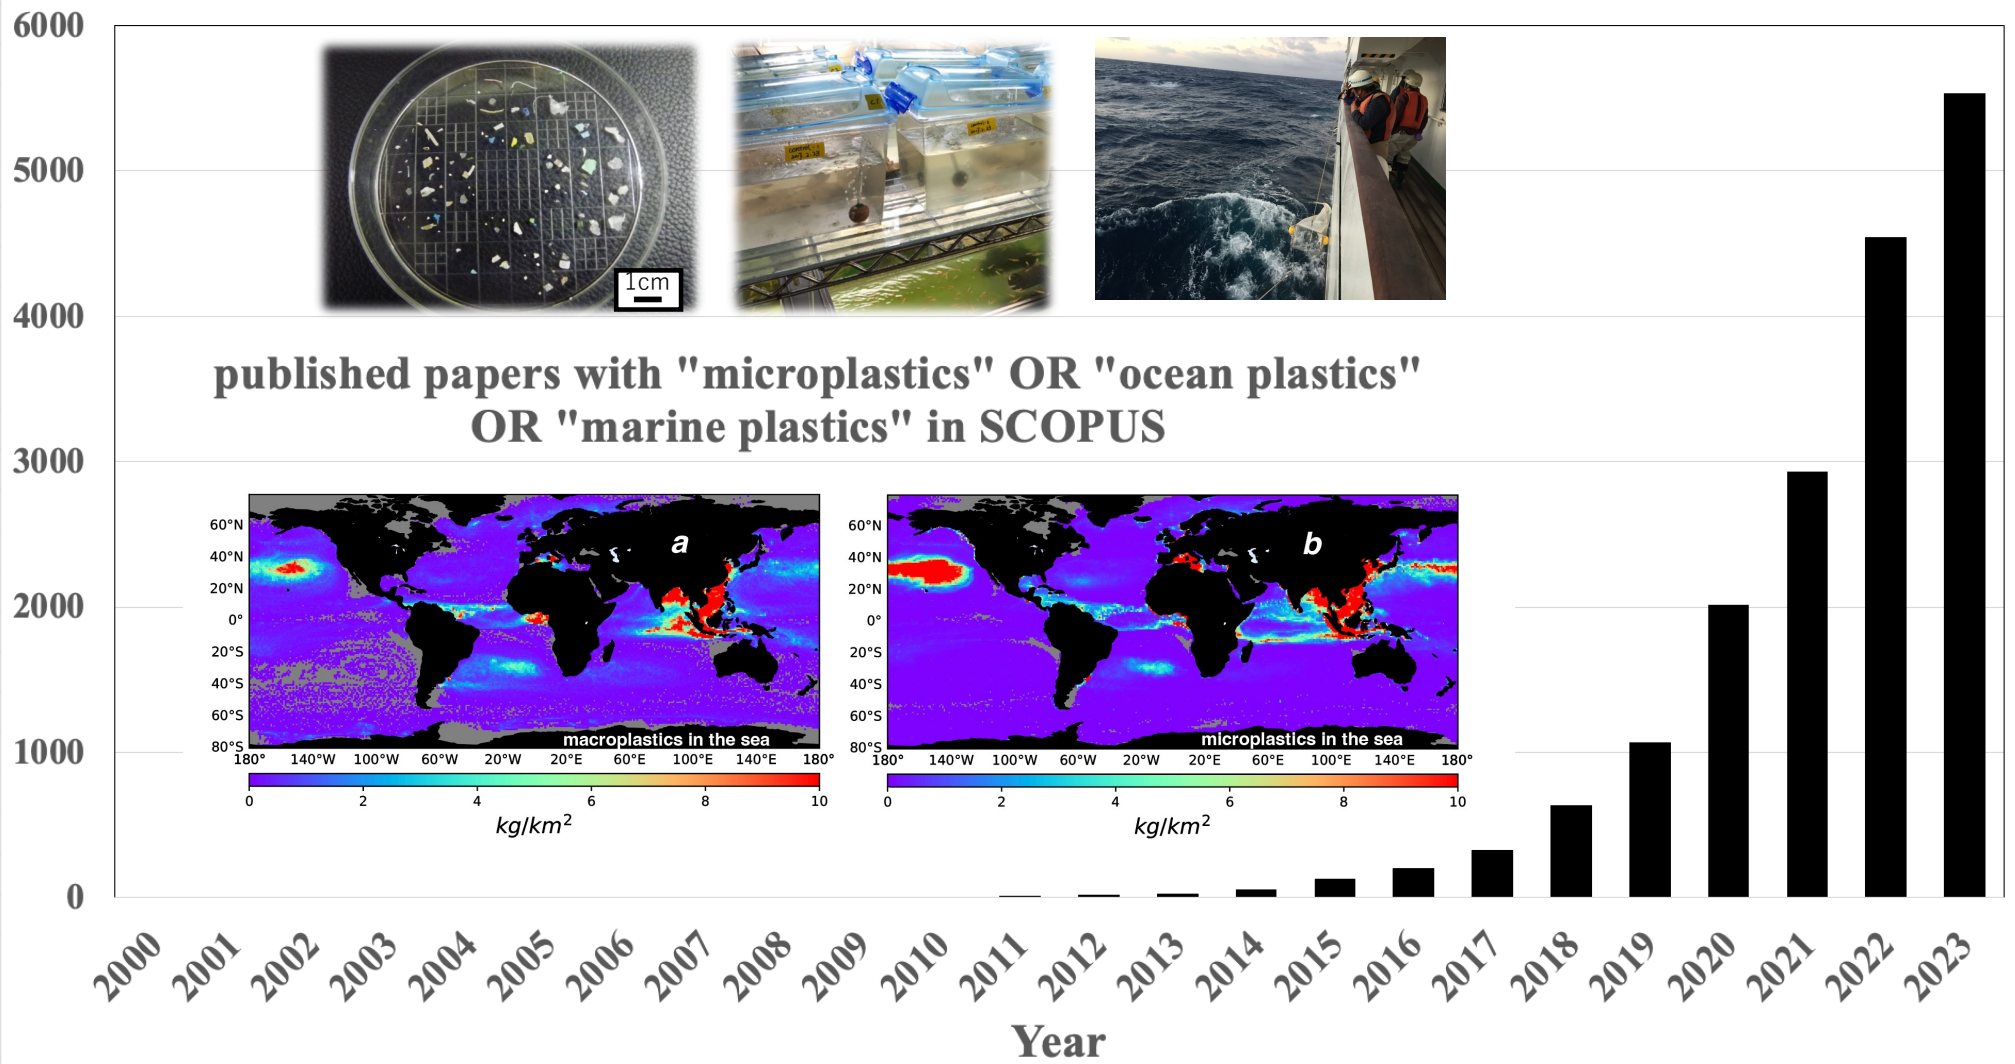 6000
5000
4000
3000
2000
1000
0
1cm
published papers with "microplastics" OR "ocean plastics"
OR "marine plastics" in SCOPUS
a
60°N
40°N
20°N
0°
20°S
40°S
60°S
80°S
macroplastics in the sea
180° 140°W 100°W 60°W 20°W 20°E 60°E 100°E 140°E 180°
0 2 4 6 8 10
kg/km²
b
60°N
40°N
20°N
0°
20°S
40°S
60°S
80°S
microplastics in the sea
180° 140°W 100°W 60°W 20°W 20°E 60°E 100°E 140°E 180°
0 2 4 6 8 10
kg/km²
2000 2001 2002 2003 2004 2005 2006 2007 2008 2009 2010 2011 2012 2013 2014 2015 2016 2017 2018 2019 2020 2021 2022 2023
Year